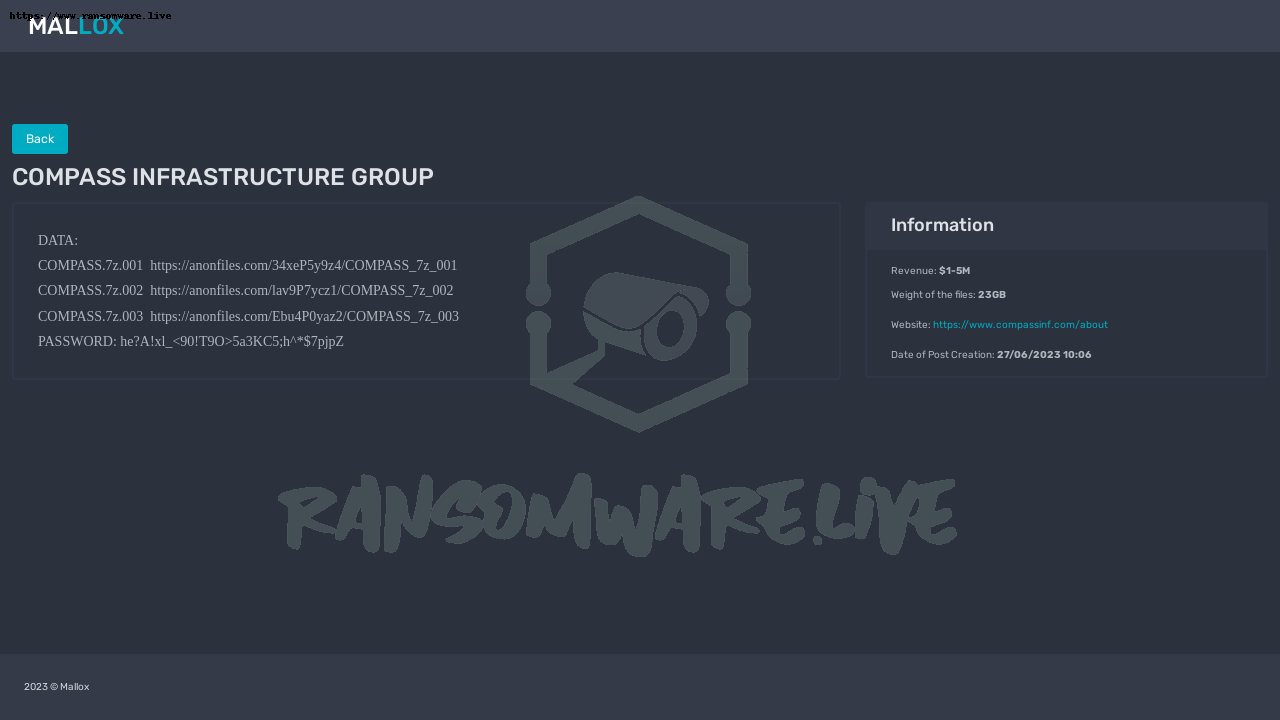 https://www.ransomware.live
MALLOX
Back
COMPASS INFRASTRUCTURE GROUP
DATA:
COMPASS.7z.001 https://anonfiles.com/34xeP5y9z4/COMPASS_7z_001
COMPASS.7z.002 https://anonfiles.com/lav9P7ycz1/COMPASS_7z_002
COMPASS.7z.003 https://anonfiles.com/Ebu4P0yaz2/COMPASS_7z_003
PASSWORD: he?A!xl_<90!T9O>5a3KC5;h^*$7pjpZ
Information
Revenue: $1-5M
Weight of the files: 23GB
Website: https://www.compassinf.com/about
Date of Post Creation: 27/06/2023 10:06
RANSOMWARE.LIVE
2023 © Mallox